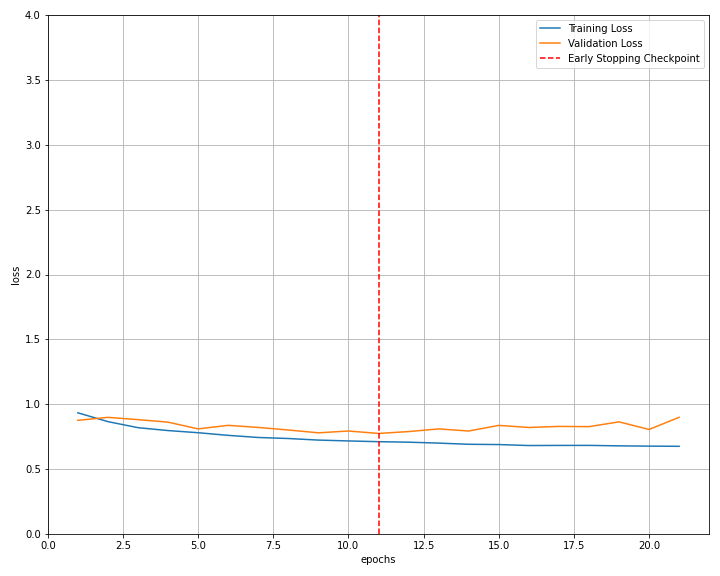 4.0
Training Loss
Validation Loss
Early Stopping Checkpoint
3.5
3.0
2.5
loss
2.0
1.5
1.0
0.5
0.0
0.0 2.5 5.0 7.5 10.0 12.5 15.0 17.5 20.0
epochs